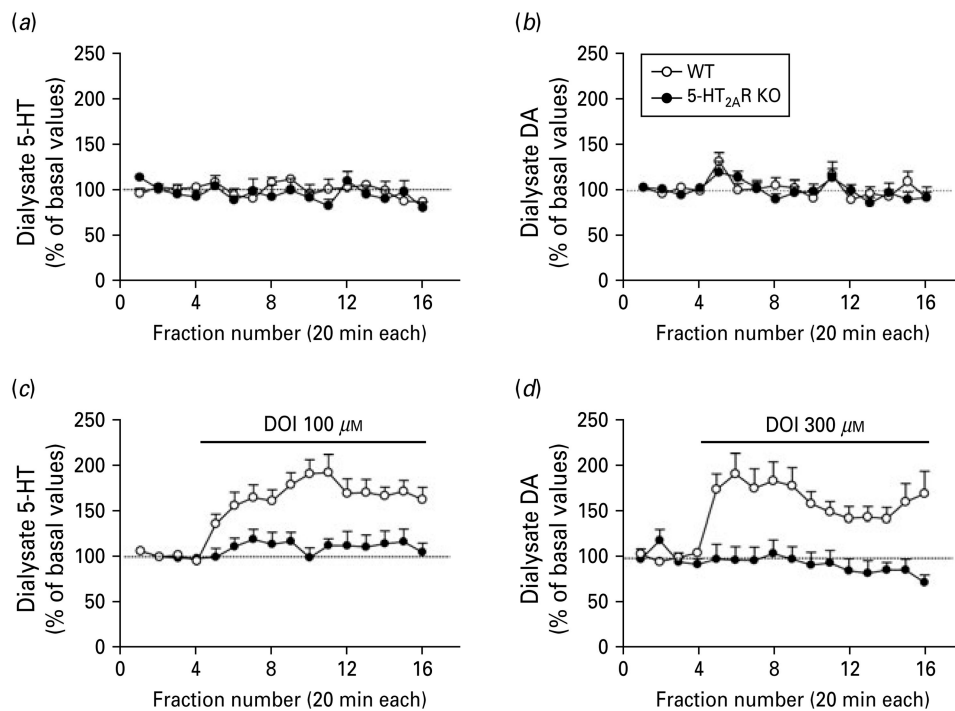 (a)
250
200
150
100
50
0
Dialysate 5-HT
(% of basal values)
0 4 8 12 16
Fraction number (20 min each)
(b)
250
200
150
100
50
0
Dialysate DA
(% of basal values)
WT
5-HT2AR KO
0 4 8 12 16
Fraction number (20 min each)
(c)
250
200
150
100
50
0
Dialysate 5-HT
(% of basal values)
DOI 100 μM
0 4 8 12 16
Fraction number (20 min each)
(d)
250
200
150
100
50
0
Dialysate DA
(% of basal values)
DOI 300 μM
0 4 8 12 16
Fraction number (20 min each)